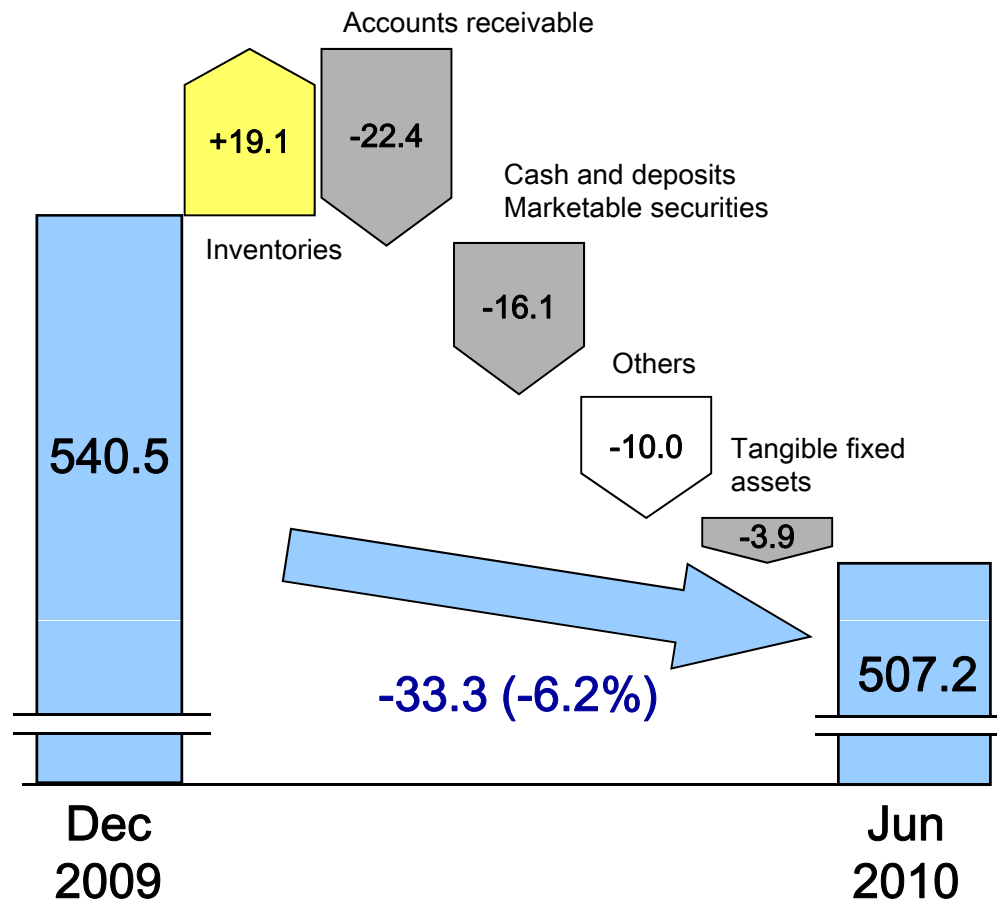 Accounts receivable
+19.1
-22.4
Cash and deposits
Marketable securities
Inventories
-16.1
Others
540.5
-10.0
Tangible fixed
assets
-3.9
507.2
-33.3 (-6.2%)
Dec
2009
Jun
2010